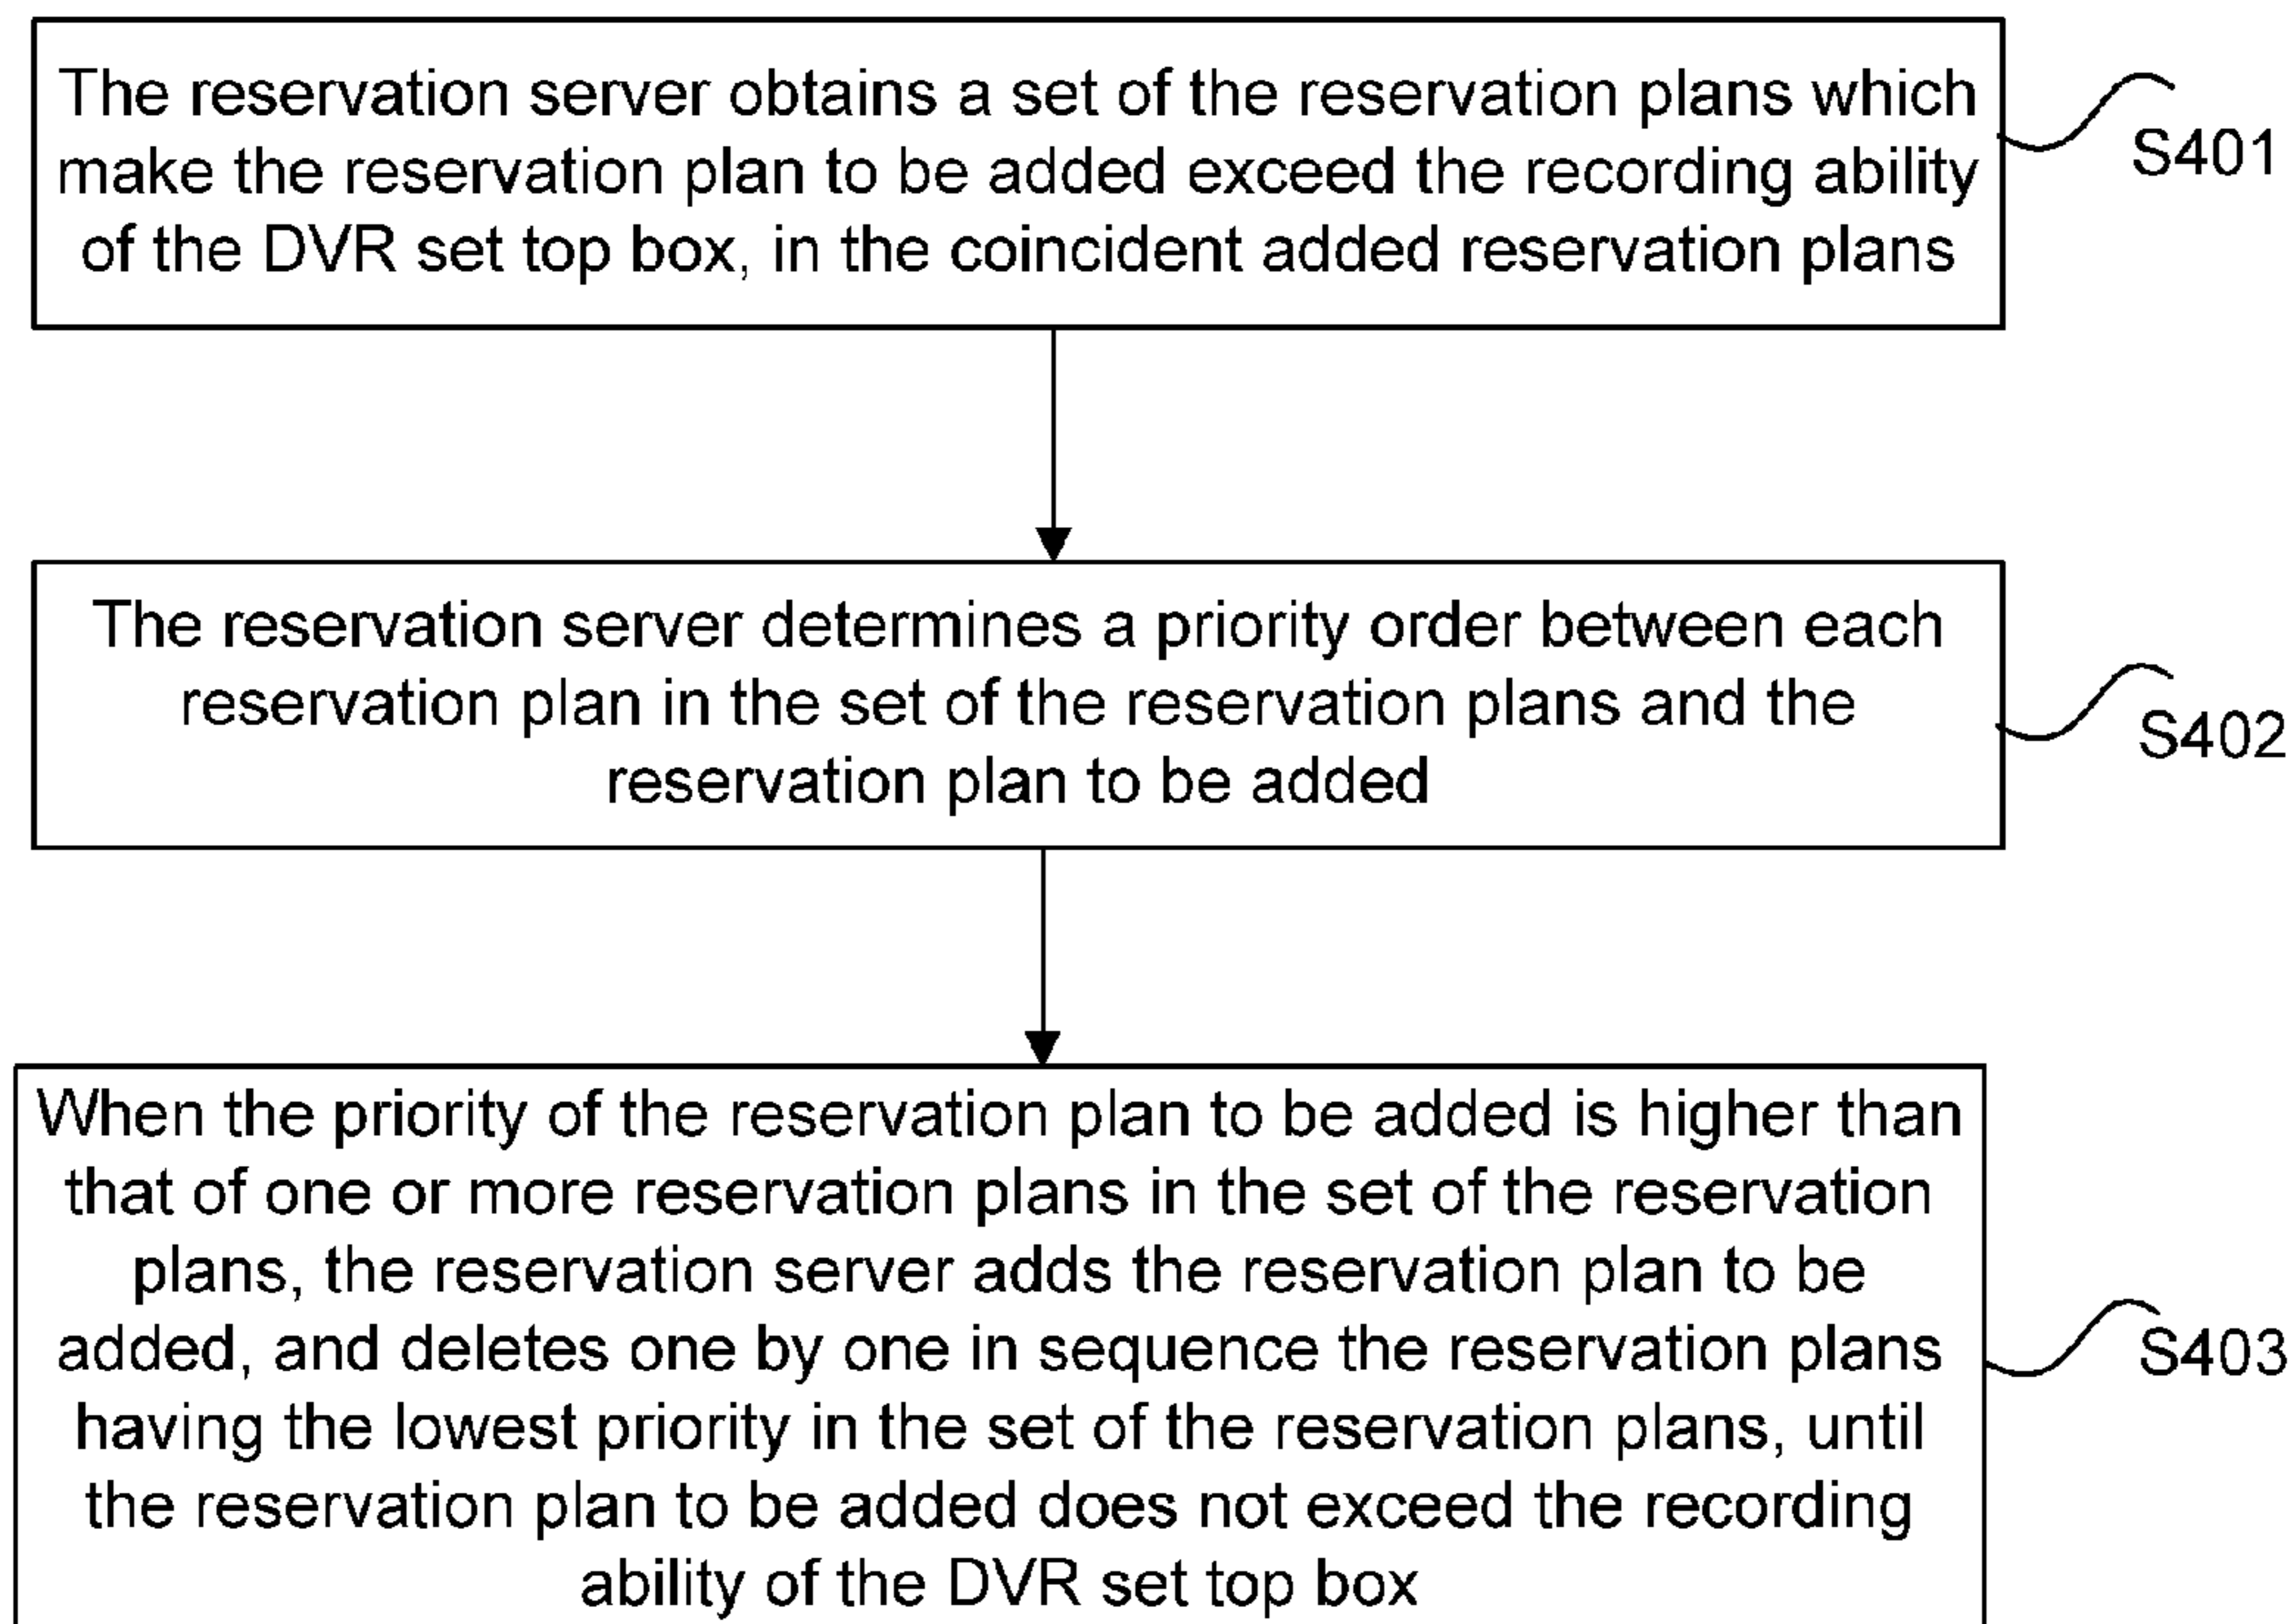 The reservation server obtains a set of the reservation plans which
make the reservation plan to be added exceed the recording ability
of the DVR set top box, in the coincident added reservation plans
S401
The reservation server determines a priority order between each
reservation plan in the set of the reservation plans and the
reservation plan to be added
S402
When the priority of the reservation plan to be added is higher than
that of one or more reservation plans in the set of the reservation
plans, the reservation server adds the reservation plan to be
added, and deletes one by one in sequence the reservation plans
having the lowest priority in the set of the reservation plans, until
the reservation plan to be added does not exceed the recording
ability of the DVR set top box
S403